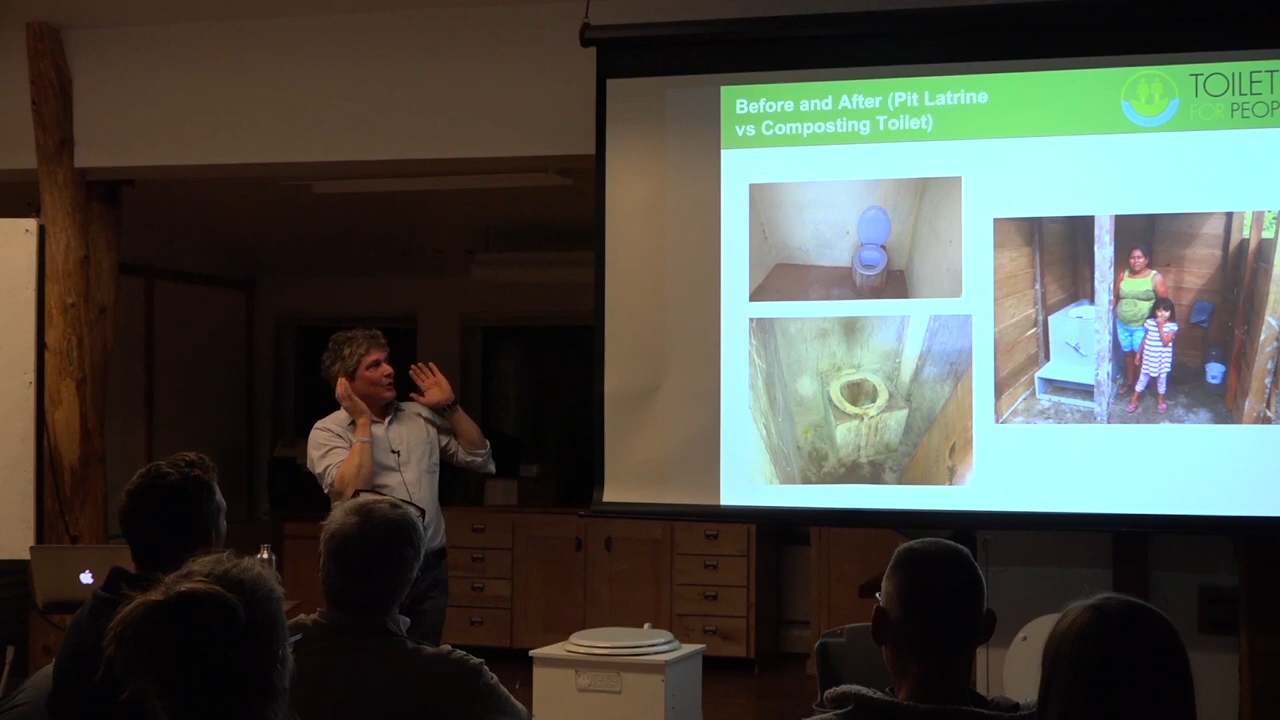 Before and After (Pit Latrine
vs Composting Toilet)
TOILET
FOR PEOP